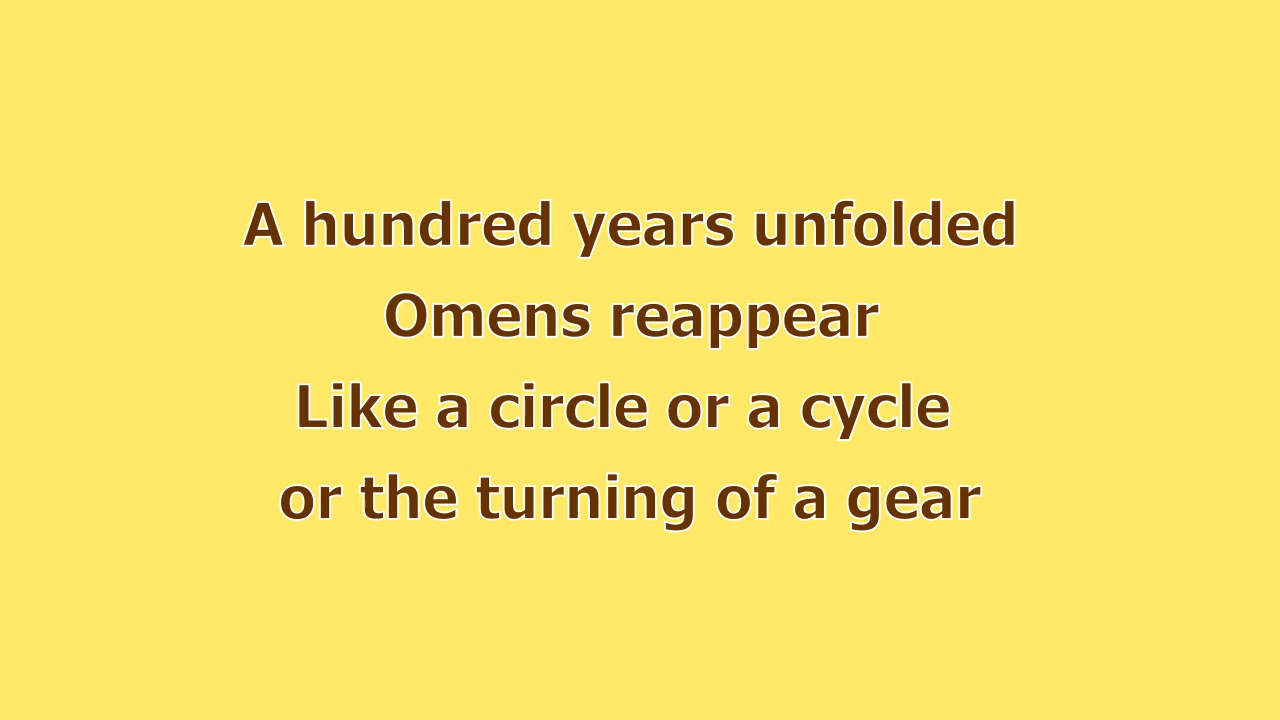 A hundred years unfolded
Omens reappear
Like a circle or a cycle
or the turning of a gear